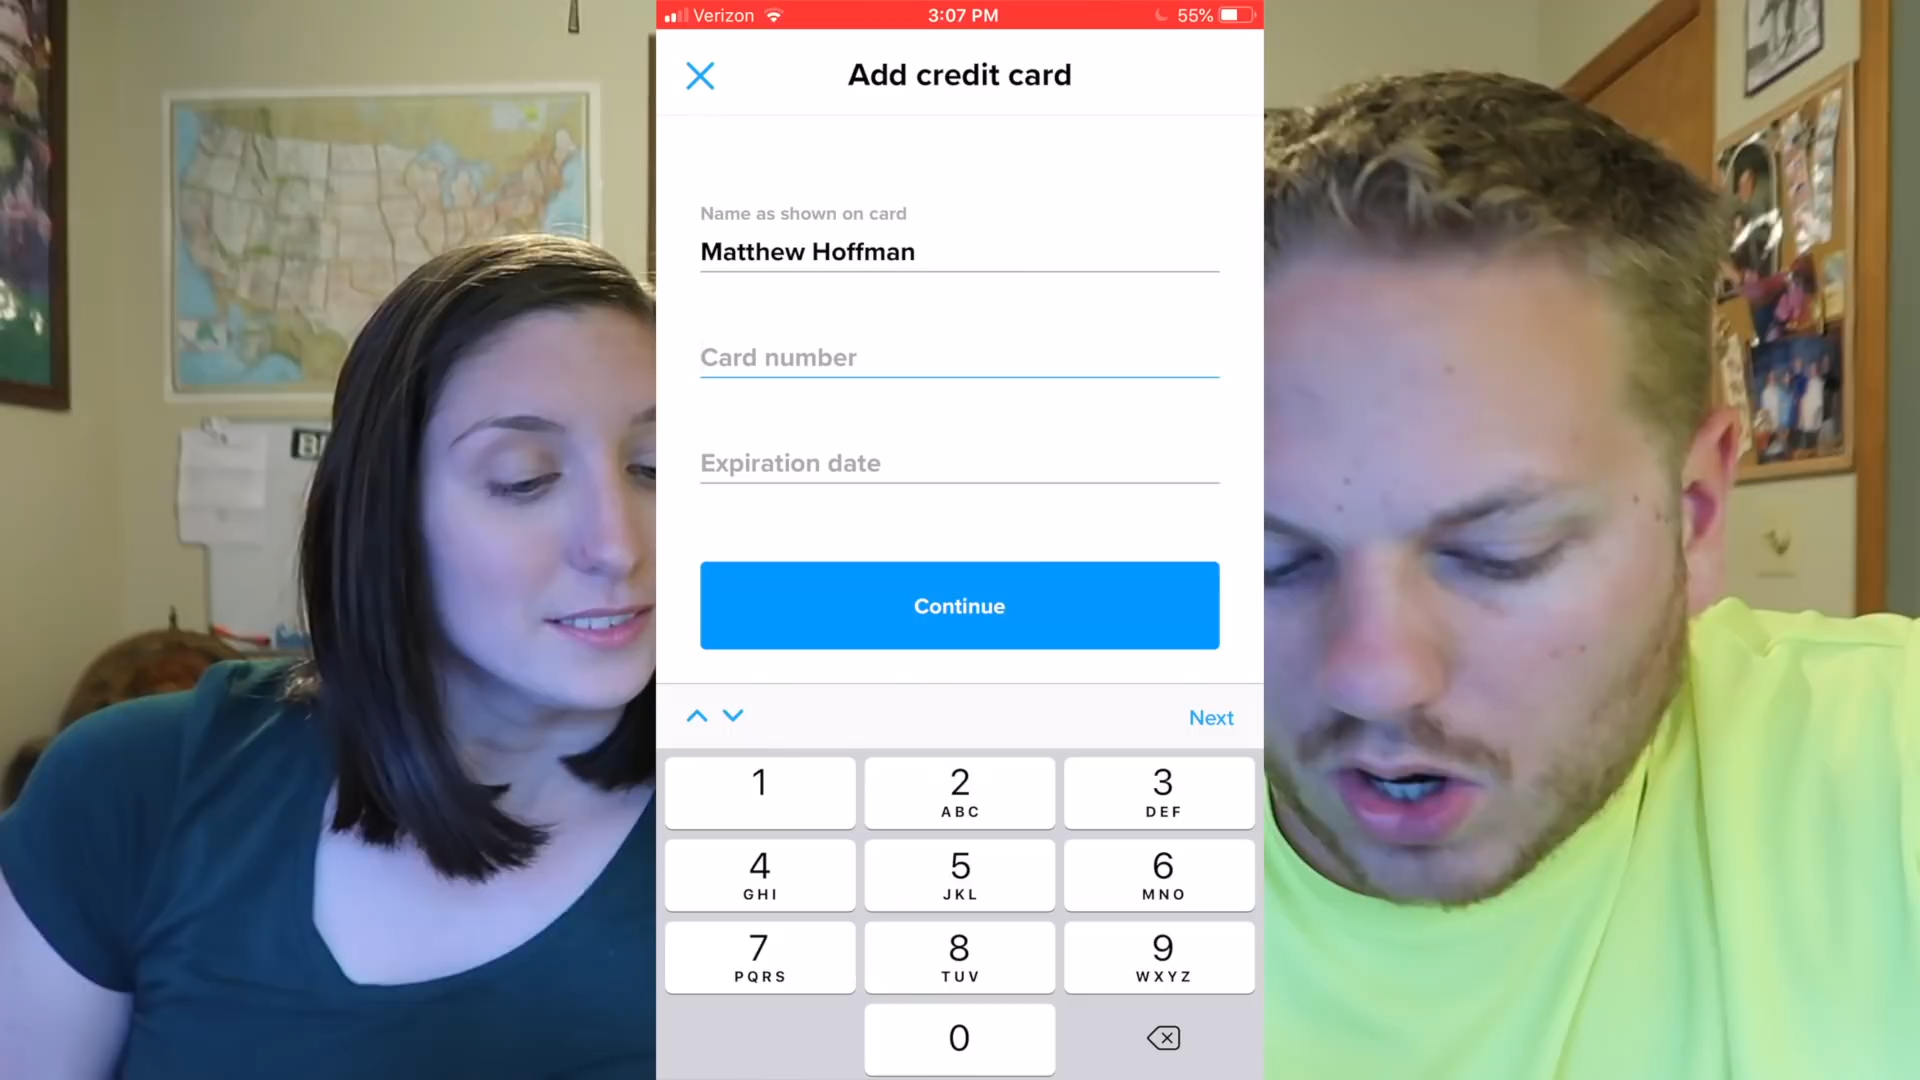 Verizon
3:07 PM
55%
Add credit card
Name as shown on card
Matthew Hoffman
Card number
Expiration date
Continue
Next
1
2
ABC
3
DEF
4
GHI
5
JKL
6
MNO
7
PQRS
8
TUV
9
WXYZ
0